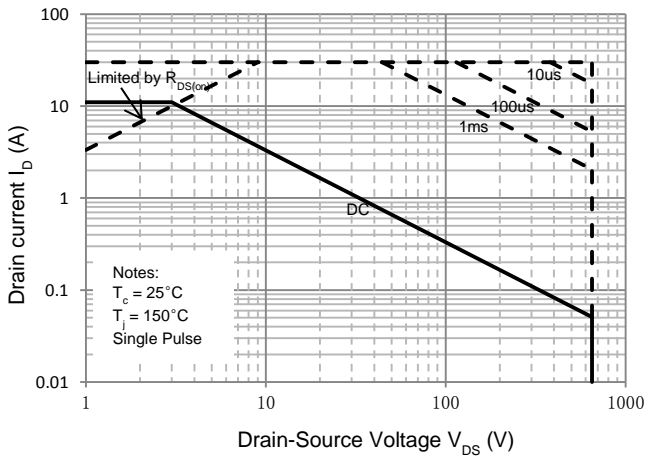 100
10
1
0.1
0.01
Drain current I_D (A)
Limited by R_DS(on)
10us
100us
1ms
DC
Notes:
T_c = 25°C
T_j = 150°C
Single Pulse
1
10
100
1000
Drain-Source Voltage V_DS (V)